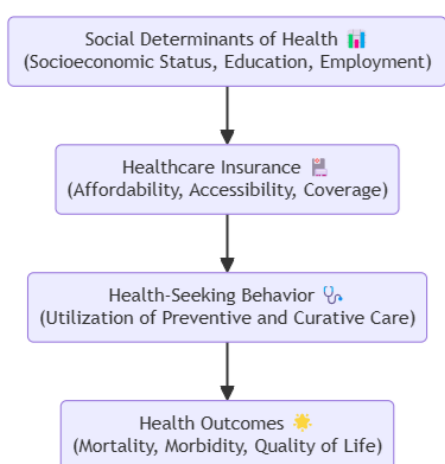 Social Determinants of Health 📊
(Socioeconomic Status, Education, Employment)
Healthcare Insurance 🏥
(Affordability, Accessibility, Coverage)
Health-Seeking Behavior 🩺
(Utilization of Preventive and Curative Care)
Health Outcomes 🌟
(Mortality, Morbidity, Quality of Life)